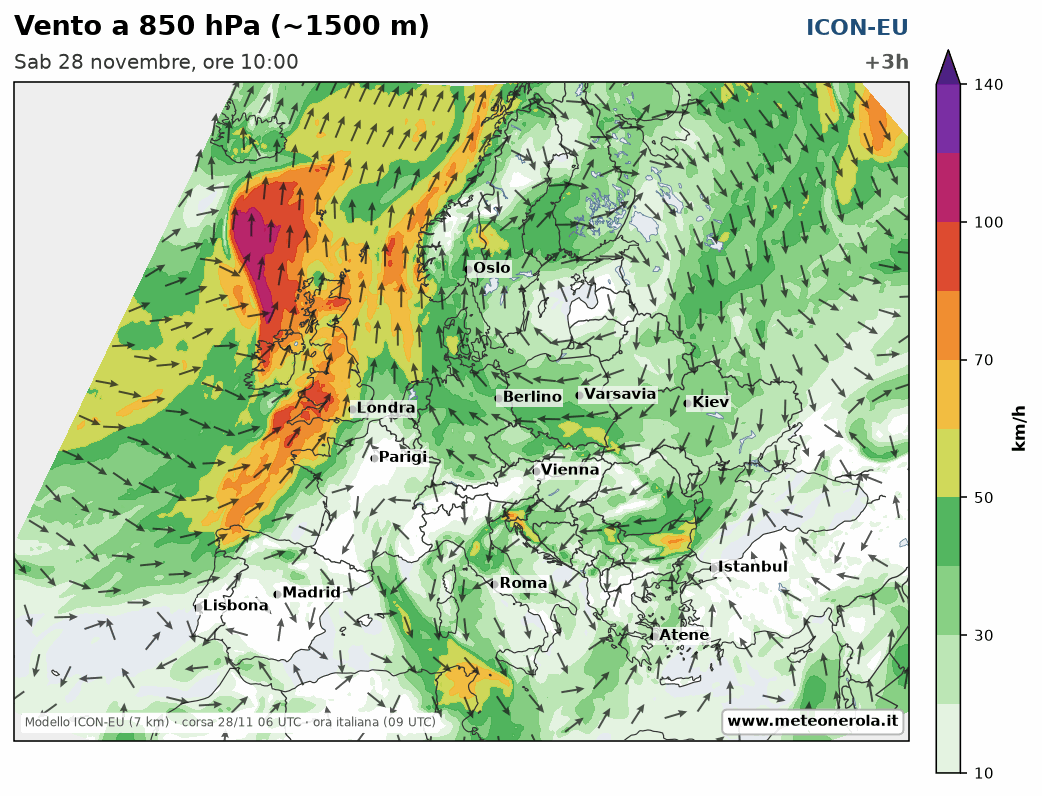 Vento a 850 hPa (~1500 m)
ICON-EU
Sab 28 novembre, ore 10:00
+3h
140
100
70
50
30
10
km/h
Oslo
Berlino
Varsavia
Kiev
Londra
Parigi
Vienna
Istanbul
Roma
Madrid
Lisbona
Atene
Modello ICON-EU (7 km) · corsa 28/11 06 UTC · ora italiana (09 UTC)
www.meteonerola.it